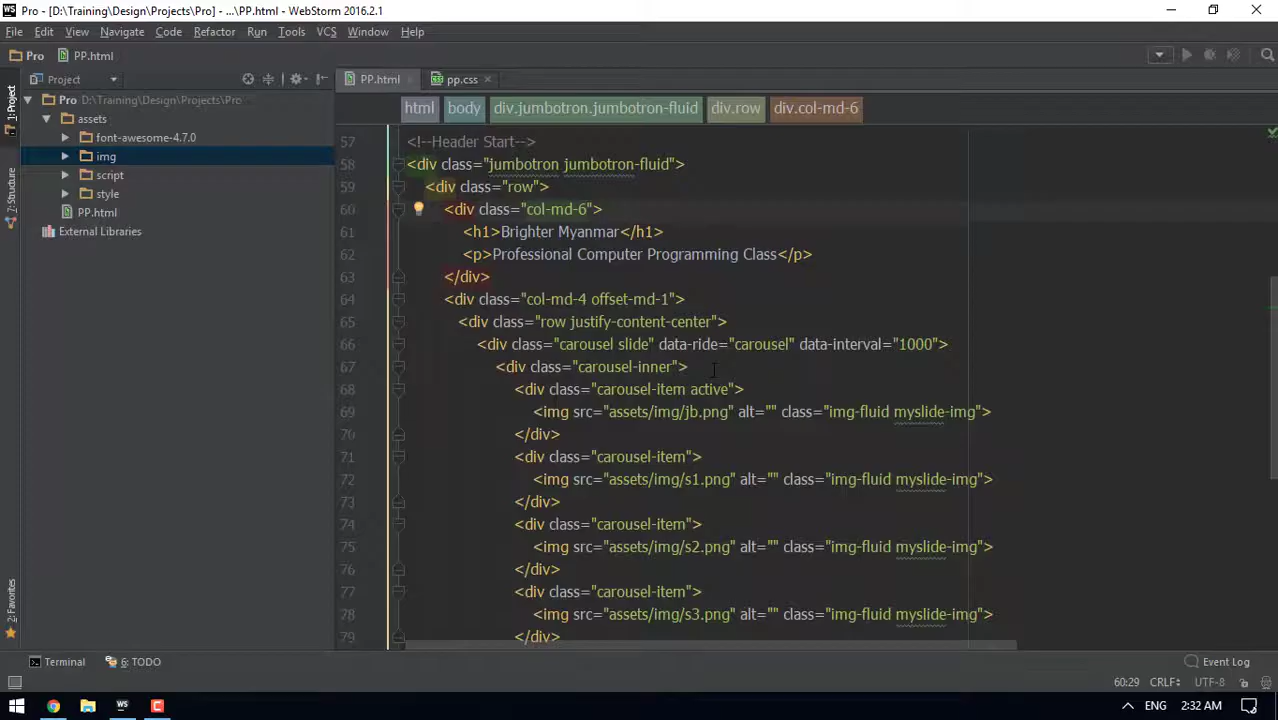 Pro - [D:\Training\Design\Projects\Pro] - ...\PP.html - WebStorm 2016.2.1
File Edit View Navigate Code Refactor Run Tools VCS Window Help
Pro PP.html
Project
PP.html pp.css
html body div.jumbotron.jumbotron-fluid div.row div.col-md-6
1: Project
7: Structure
2: Favorites
Pro D:\Training\Design\Projects\Pro
assets
font-awesome-4.7.0
img
script
style
PP.html
External Libraries
57 <!--Header Start-->
58 <div class="jumbotron jumbotron-fluid">
59 <div class="row">
60 <div class="col-md-6">
61 <h1>Brighter Myanmar</h1>
62 <p>Professional Computer Programming Class</p>
63 </div>
64 <div class="col-md-4 offset-md-1">
65 <div class="row justify-content-center">
66 <div class="carousel slide" data-ride="carousel" data-interval="1000">
67 <div class="carousel-inner">
68 <div class="carousel-item active">
69 <img src="assets/img/jb.png" alt="" class="img-fluid myslide-img">
70 </div>
71 <div class="carousel-item">
72 <img src="assets/img/s1.png" alt="" class="img-fluid myslide-img">
73 </div>
74 <div class="carousel-item">
75 <img src="assets/img/s2.png" alt="" class="img-fluid myslide-img">
76 </div>
77 <div class="carousel-item">
78 <img src="assets/img/s3.png" alt="" class="img-fluid myslide-img">
79 </div>
Terminal 6: TODO Event Log
60:29 CRLF UTF-8
ENG 2:32 AM